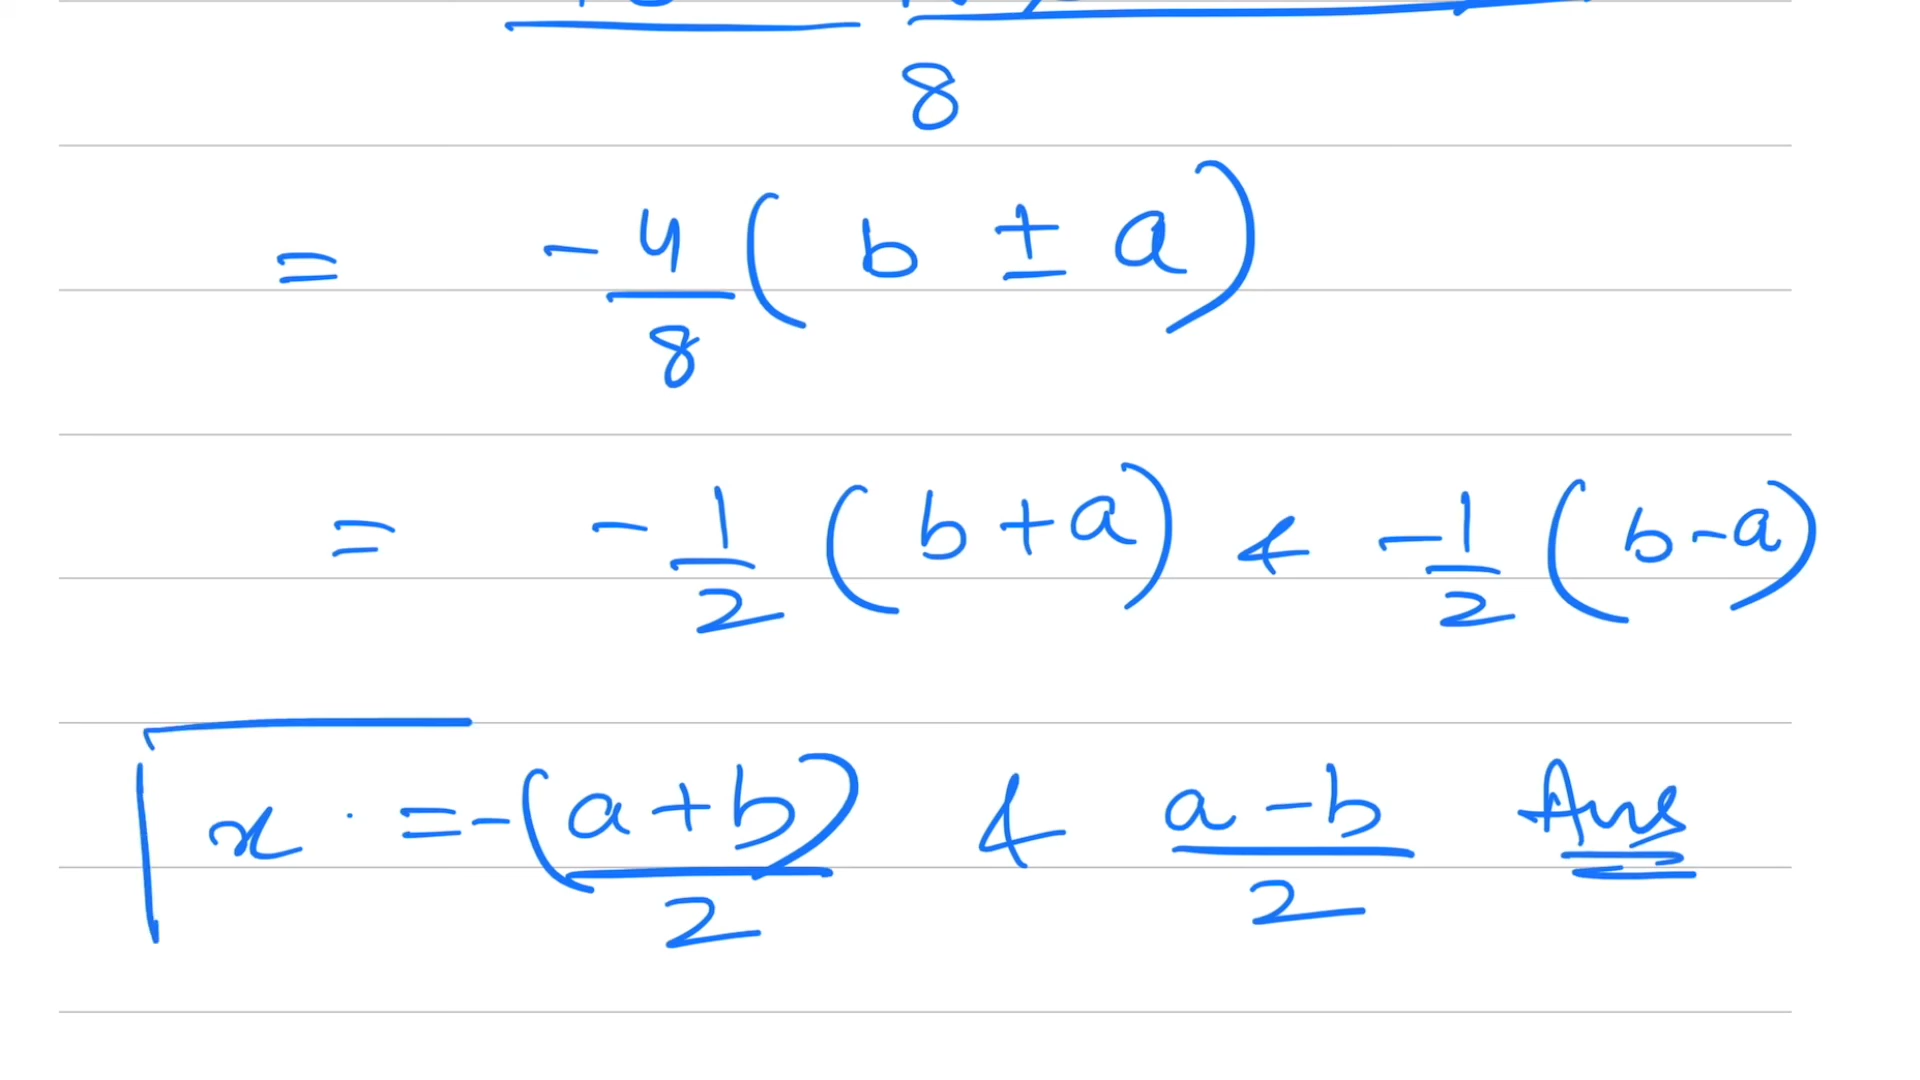 8
= -4/8 (b ± a)
= -1/2 (b+a) & -1/2 (b-a)
x = -(a+b)/2 & a-b/2 Ans